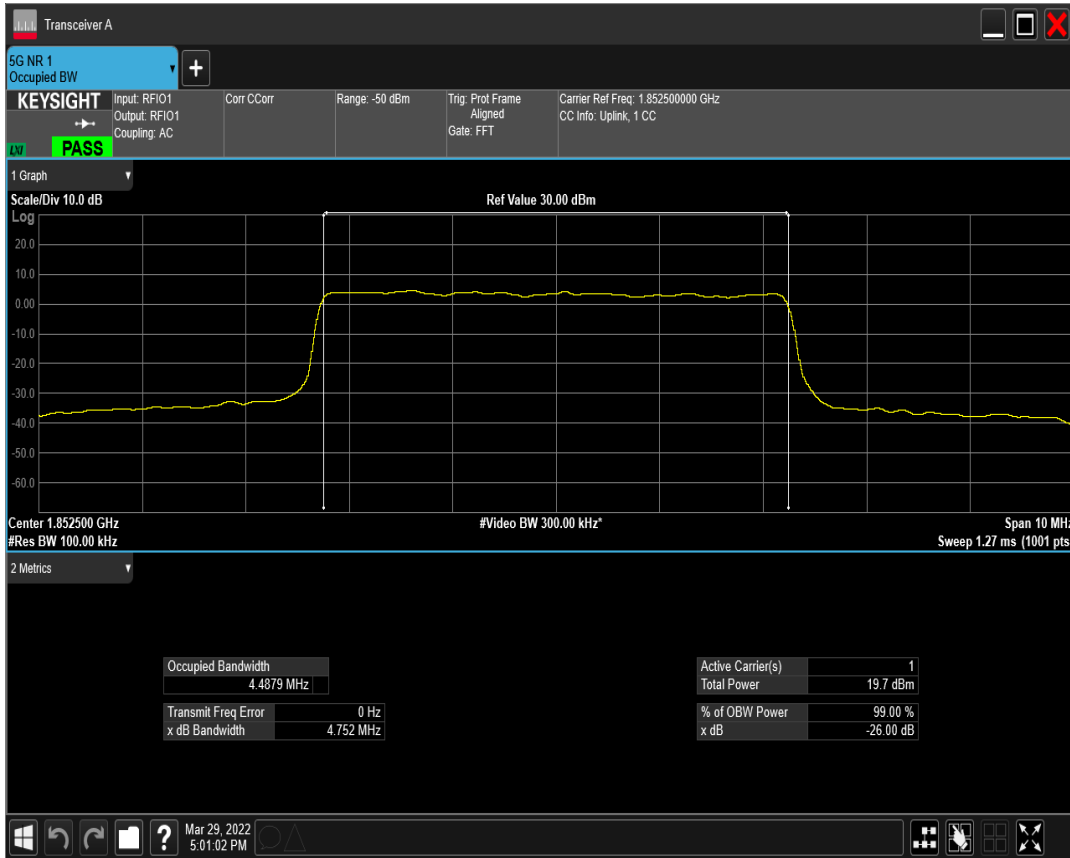 Transceiver A
5G NR 1
Occupied BW
+
KEYSIGHT
LXI
PASS
Input: RFIO1
Output: RFIO1
Coupling: AC
Corr CCorr
Range: -50 dBm
Trig: Prot Frame
Aligned
Gate: FFT
Carrier Ref Freq: 1.852500000 GHz
CC Info: Uplink, 1 CC
1 Graph
Scale/Div 10.0 dB
Ref Value 30.00 dBm
Log
20.0
10.0
0.00
-10.0
-20.0
-30.0
-40.0
-50.0
-60.0
Center 1.852500 GHz
#Video BW 300.00 kHz*
Span 10 MHz
#Res BW 100.00 kHz
Sweep 1.27 ms (1001 pts
2 Metrics
Occupied Bandwidth
4.4879 MHz
Transmit Freq Error 0 Hz
x dB Bandwidth 4.752 MHz
Active Carrier(s) 1
Total Power 19.7 dBm
% of OBW Power 99.00 %
x dB -26.00 dB
?
Mar 29, 2022
5:01:02 PM